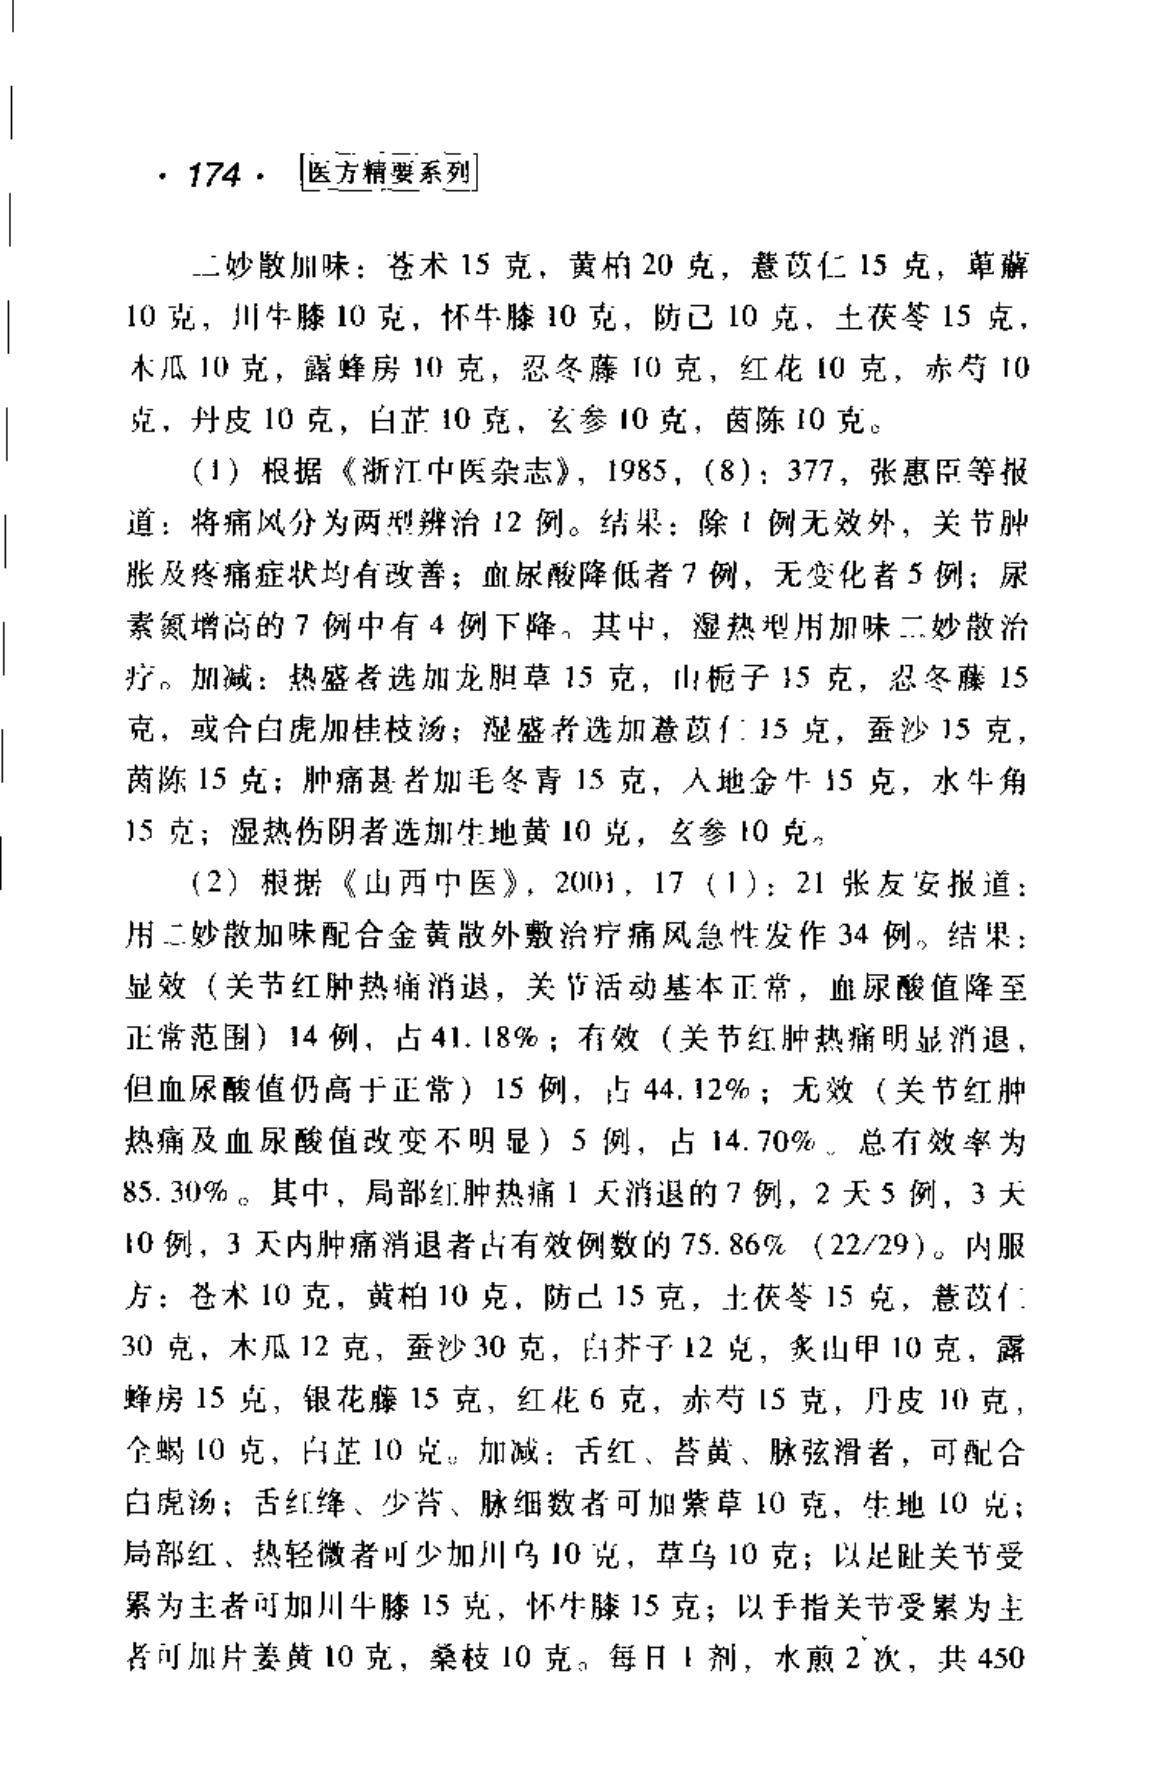 · 174 · 医方精要系列
二妙散加味：苍术 15 克，黄柏 20 克，薏苡仁 15 克，萆薢
10 克，川牛膝 10 克，怀牛膝 10 克，防己 10 克，土茯苓 15 克，
木瓜 10 克，露蜂房 10 克，忍冬藤 10 克，红花 10 克，赤芍 10
克，丹皮 10 克，白芷 10 克，玄参 10 克，茵陈 10 克。
（1）根据《浙江中医杂志》，1985，（8）：377，张惠臣等报
道：将痛风分为两型辨治 12 例。结果：除 1 例无效外，关节肿
胀及疼痛症状均有改善；血尿酸降低者 7 例，无变化者 5 例；尿
素氮增高的 7 例中有 4 例下降。其中，湿热型用加味二妙散治
疗。加减：热盛者选加龙胆草 15 克，山栀子 15 克，忍冬藤 15
克，或合白虎加桂枝汤；湿盛者选加薏苡仁 15 克，蚕沙 15 克，
茵陈 15 克；肿痛甚者加毛冬青 15 克，入地金牛 15 克，水牛角
15 克；湿热伤阴者选加生地黄 10 克，玄参 10 克。
（2）根据《山西中医》，2001，17（1）：21 张友安报道：
用二妙散加味配合金黄散外敷治疗痛风急性发作 34 例。结果：
显效（关节红肿热痛消退，关节活动基本正常，血尿酸值降至
正常范围）14 例，占 41.18%；有效（关节红肿热痛明显消退，
但血尿酸值仍高于正常）15 例，占 44.12%；无效（关节红肿
热痛及血尿酸值改变不明显）5 例，占 14.70%。总有效率为
85.30%。其中，局部红肿热痛 1 天消退的 7 例，2 天 5 例，3 天
10 例，3 天内肿痛消退者占有效例数的 75.86%（22/29）。内服
方：苍术 10 克，黄柏 10 克，防己 15 克，土茯苓 15 克，薏苡仁
30 克，木瓜 12 克，蚕沙 30 克，白芥子 12 克，炙山甲 10 克，露
蜂房 15 克，银花藤 15 克，红花 6 克，赤芍 15 克，丹皮 10 克，
全蝎 10 克，白芷 10 克。加减：舌红、苔黄、脉弦滑者，可配合
白虎汤；舌红绛、少苔、脉细数者可加紫草 10 克，生地 10 克；
局部红、热轻微者可少加川乌 10 克，草乌 10 克；以足趾关节受
累为主者可加川牛膝 15 克，怀牛膝 15 克；以手指关节受累为主
者可加片姜黄 10 克，桑枝 10 克。每日 1 剂，水煎 2 次，共 450